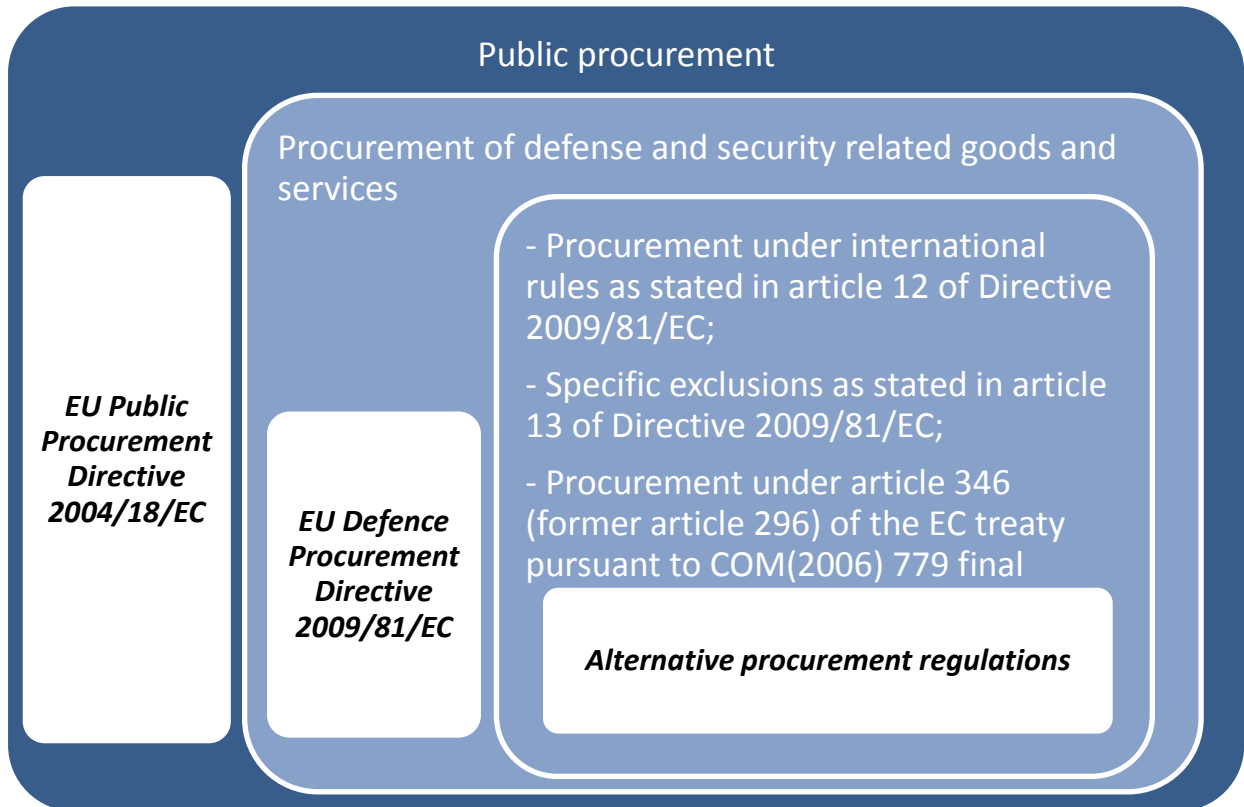 Public procurement
Procurement of defense and security related goods and
services
- Procurement under international
rules as stated in article 12 of Directive
2009/81/EC;
- Specific exclusions as stated in article
13 of Directive 2009/81/EC;
- Procurement under article 346
(former article 296) of the EC treaty
pursuant to COM(2006) 779 final
EU Public
Procurement
Directive
2004/18/EC
EU Defence
Procurement
Directive
2009/81/EC
Alternative procurement regulations